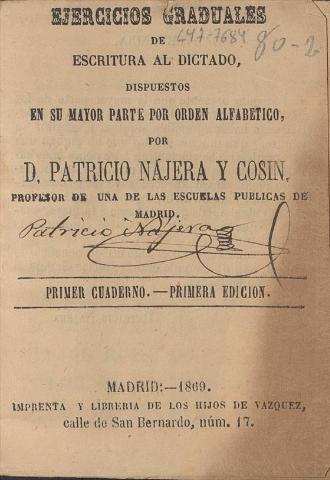 EJERCICIOS GRADUALES
DE
ESCRITURA AL DICTADO,
DISPUESTOS
EN SU MAYOR PARTE POR ORDEN ALFABETICO,
POR
D. PATRICIO NÁJERA Y COSIN,
PROFESOR DE UNA DE LAS ESCUELAS PUBLICAS DE
MADRID.
Patricio Nájera
PRIMER CUADERNO.—PRIMERA EDICION.
MADRID:—1869.
IMPRENTA Y LIBRERIA DE LOS HIJOS DE VAZQUEZ,
calle de San Bernardo, núm. 17.